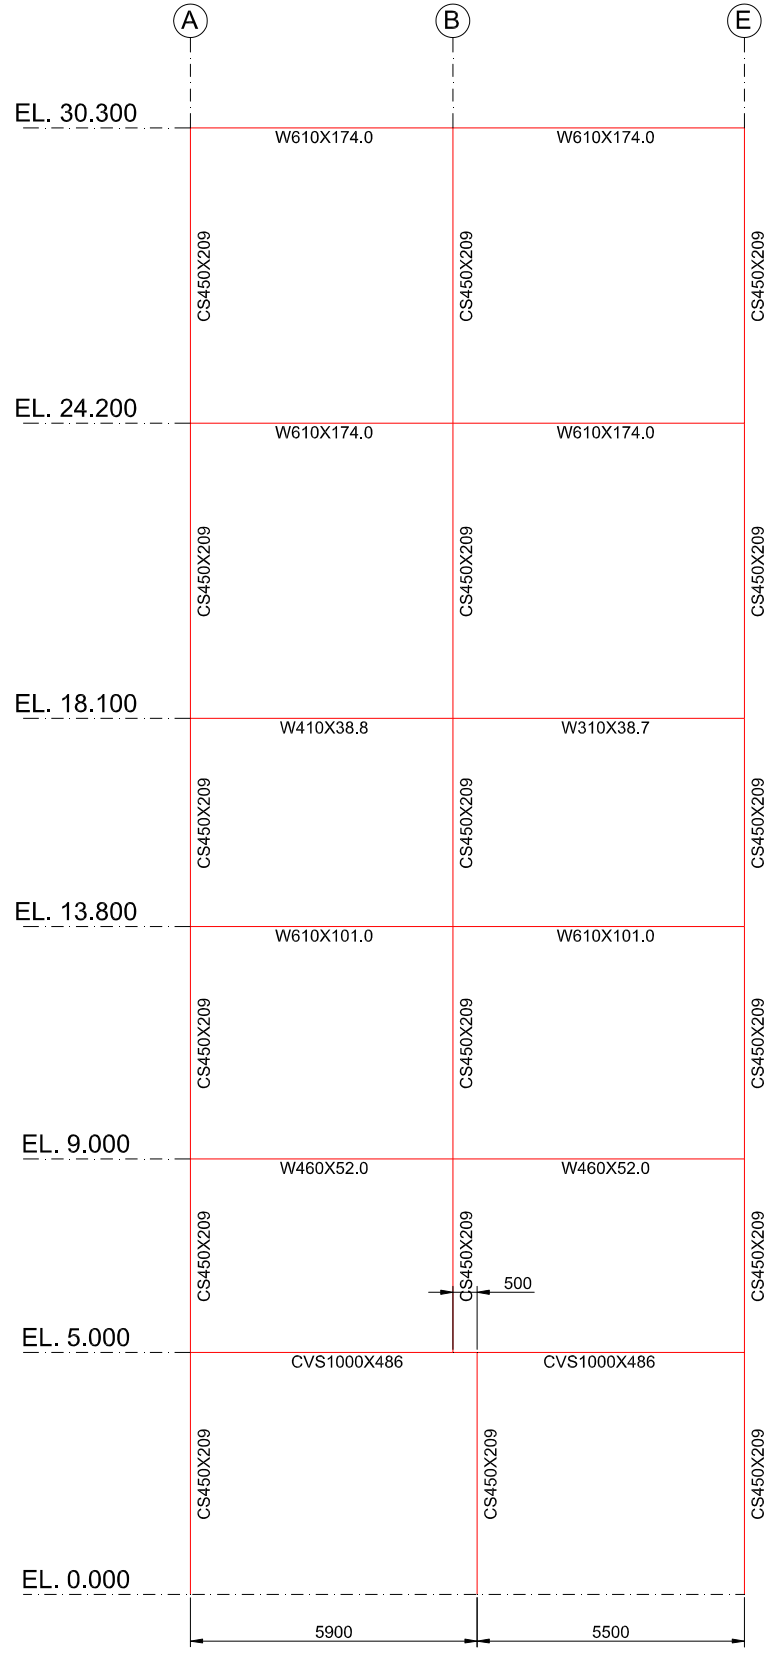 A B E
EL. 30.300
W610X174.0 W610X174.0
CS450X209 CS450X209 CS450X209
EL. 24.200
W610X174.0 W610X174.0
CS450X209 CS450X209 CS450X209
EL. 18.100
W410X38.8 W310X38.7
CS450X209 CS450X209 CS450X209
EL. 13.800
W610X101.0 W610X101.0
CS450X209 CS450X209 CS450X209
EL. 9.000
W460X52.0 W460X52.0
CS450X209 CS450X209 CS450X209
500
EL. 5.000
CVS1000X486 CVS1000X486
CS450X209 CS450X209 CS450X209
EL. 0.000
5900 5500